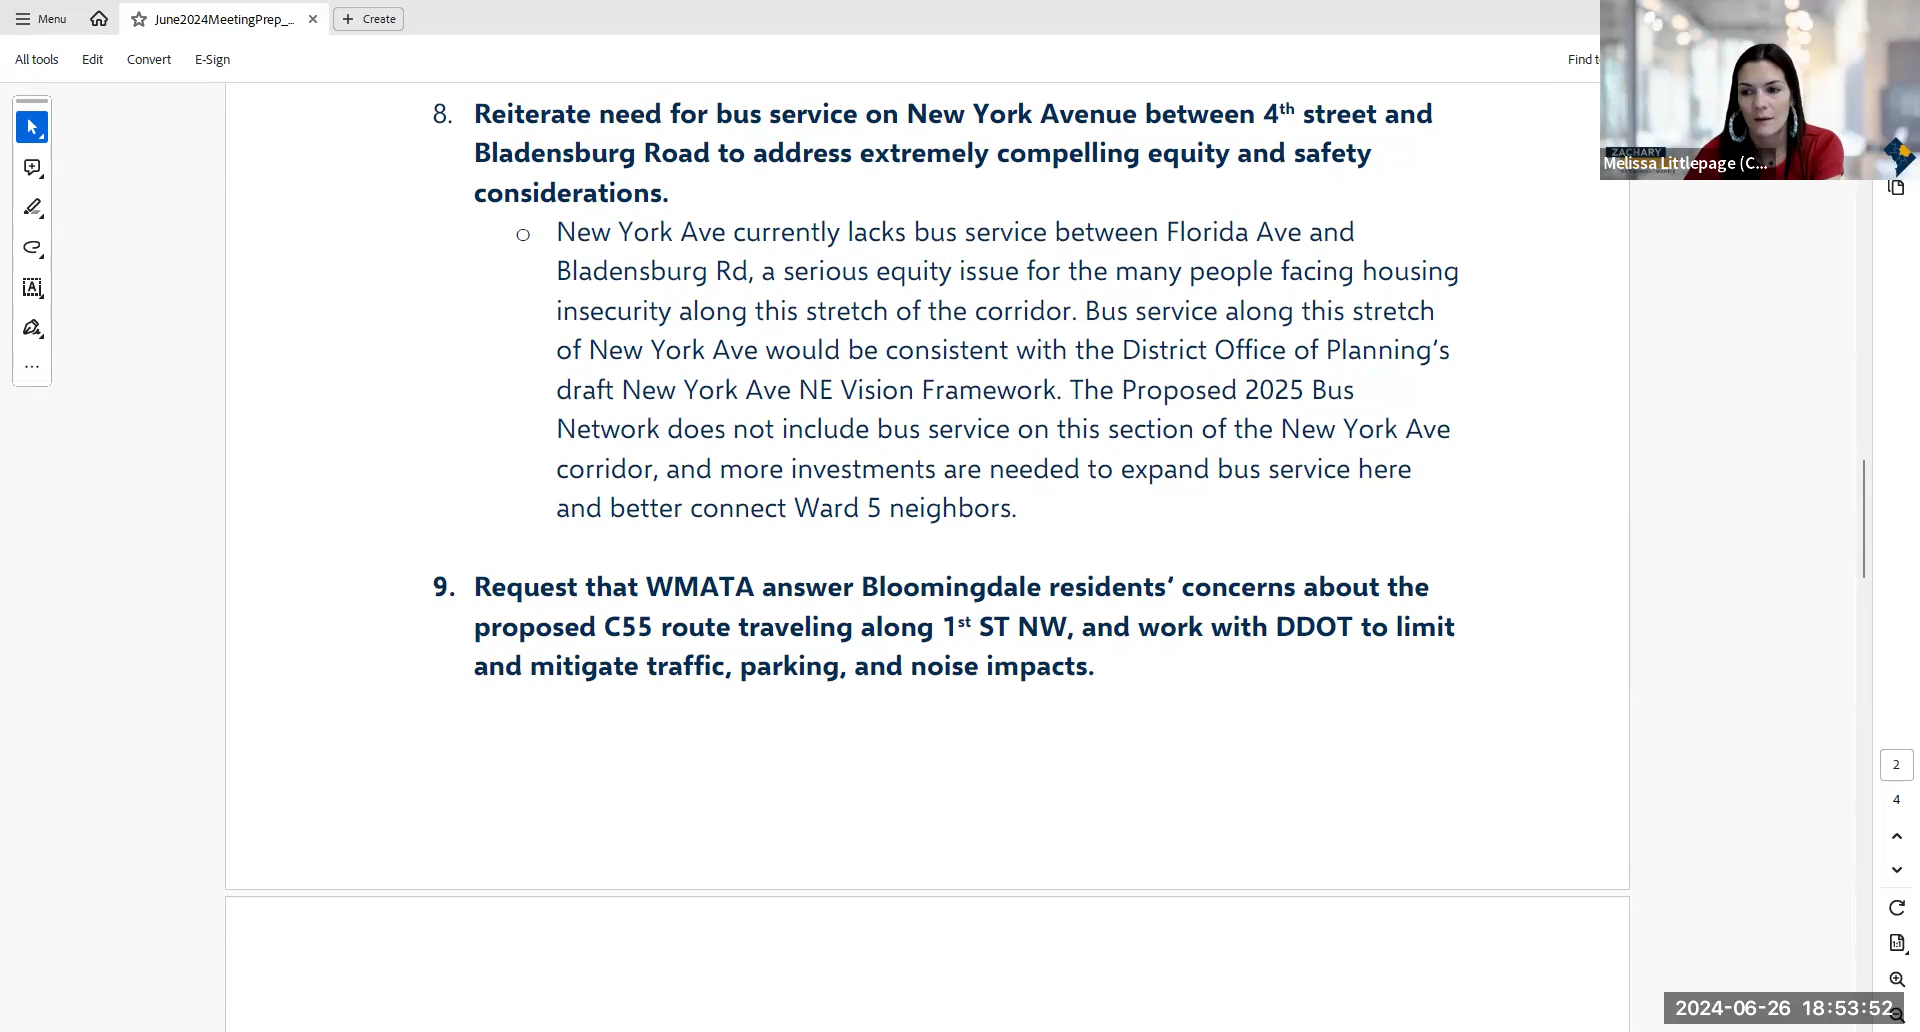 Menu
June2024MeetingPrep_...
Create
All tools
Edit
Convert
E-Sign
Find t
8. Reiterate need for bus service on New York Avenue between 4th street and
Bladensburg Road to address extremely compelling equity and safety
considerations.
○ New York Ave currently lacks bus service between Florida Ave and
Bladensburg Rd, a serious equity issue for the many people facing housing
insecurity along this stretch of the corridor. Bus service along this stretch
of New York Ave would be consistent with the District Office of Planning’s
draft New York Ave NE Vision Framework. The Proposed 2025 Bus
Network does not include bus service on this section of the New York Ave
corridor, and more investments are needed to expand bus service here
and better connect Ward 5 neighbors.
9. Request that WMATA answer Bloomingdale residents‘ concerns about the
proposed C55 route traveling along 1st ST NW, and work with DDOT to limit
and mitigate traffic, parking, and noise impacts.
ZACHARY
Melissa Littlepage (C...
2
4
2024-06-26 18:53:52